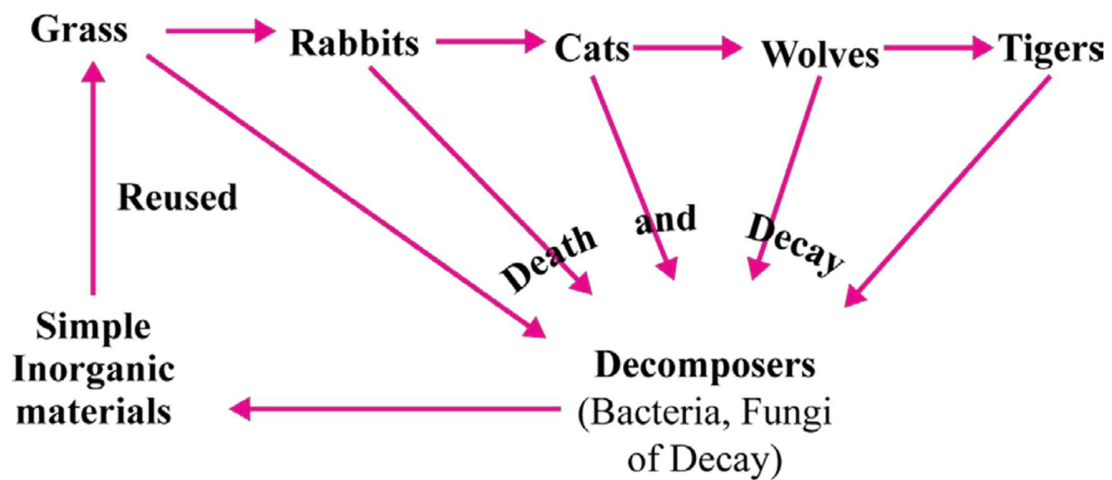 Grass
Rabbits
Cats
Wolves
Tigers
Reused
Death and Decay
Simple
Inorganic
materials
Decomposers
(Bacteria, Fungi
of Decay)